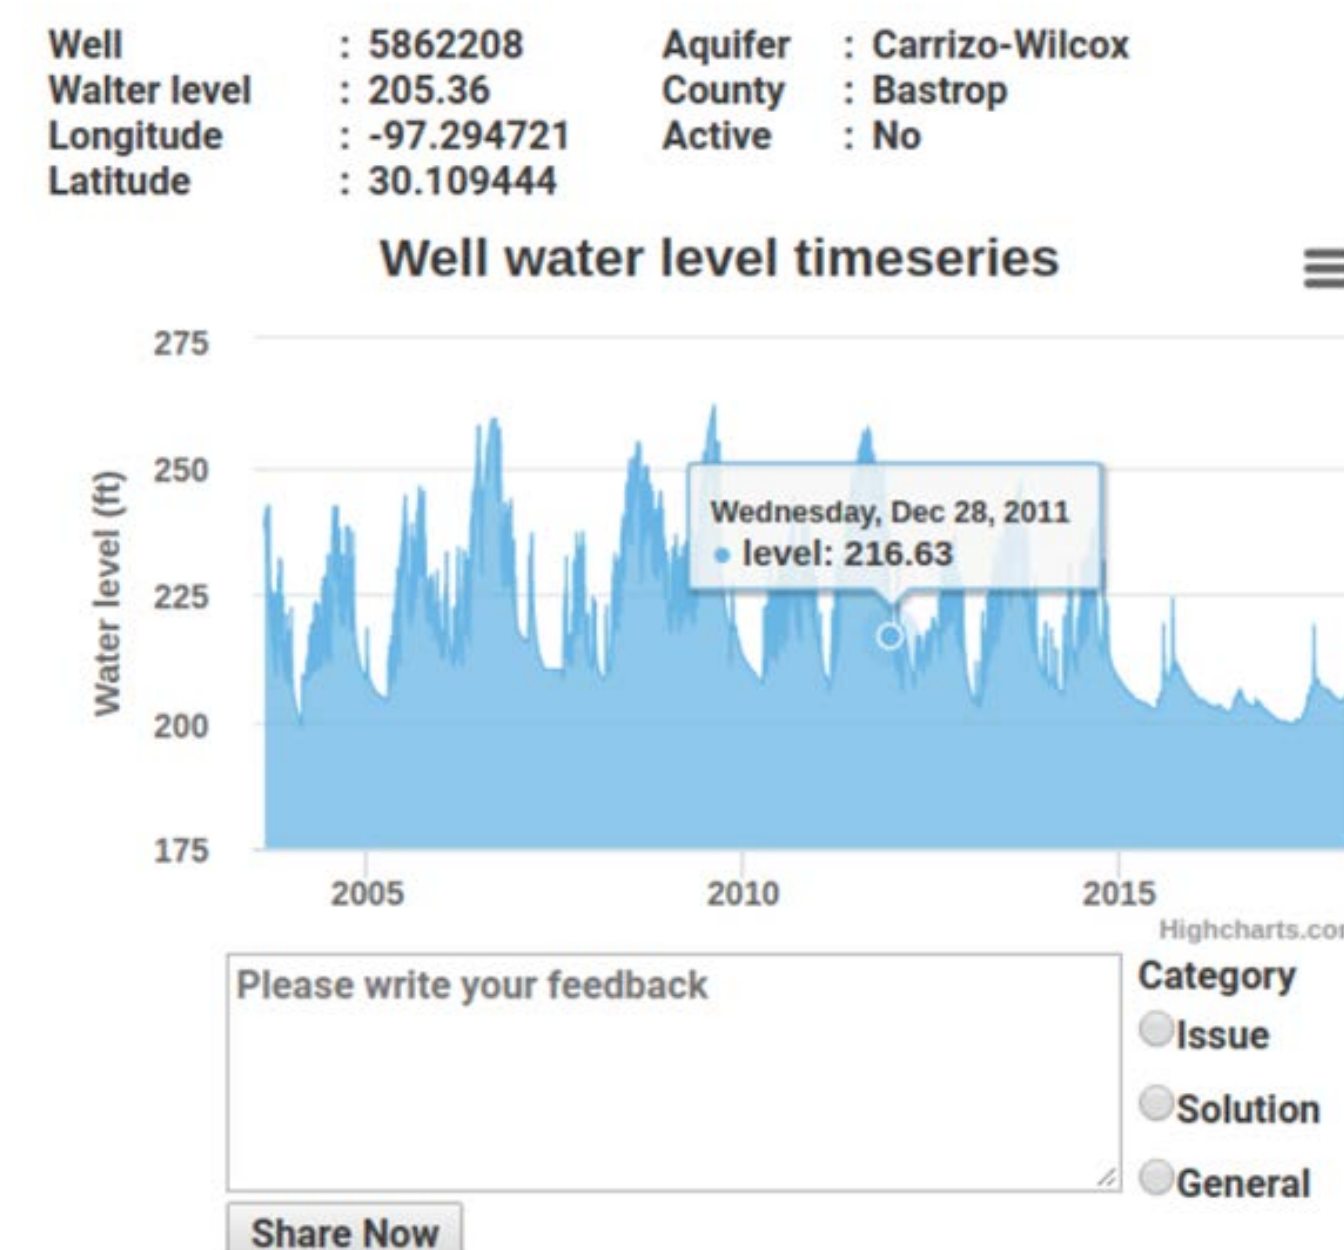 Well : 5862208 Aquifer : Carrizo-Wilcox
Walter level : 205.36 County : Bastrop
Longitude : -97.294721 Active : No
Latitude : 30.109444
Well water level timeseries
275
250
225
200
175
Water level (ft)
Wednesday, Dec 28, 2011
level: 216.63
2005 2010 2015
Highcharts.co
Please write your feedback
Category
Issue
Solution
General
Share Now